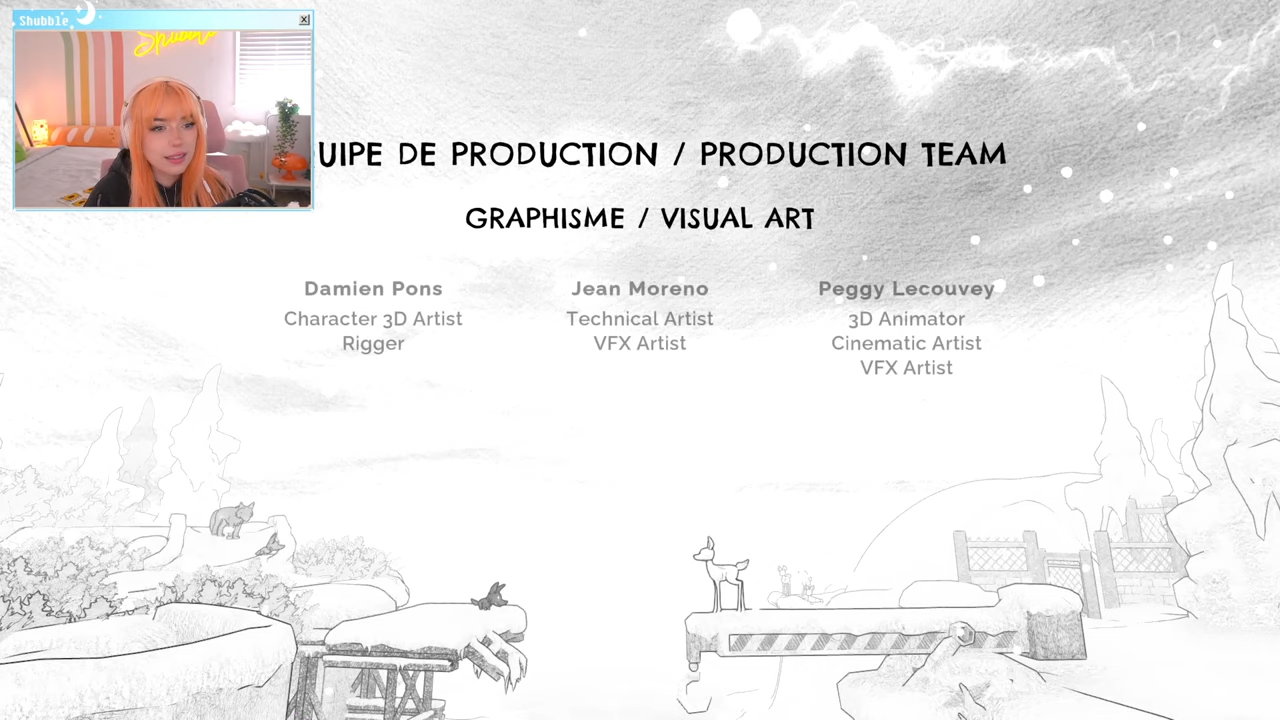 Shubble
Shubble
UIPE DE PRODUCTION / PRODUCTION TEAM
GRAPHISME / VISUAL ART
Damien Pons
Character 3D Artist
Rigger
Jean Moreno
Technical Artist
VFX Artist
Peggy Lecouvey
3D Animator
Cinematic Artist
VFX Artist